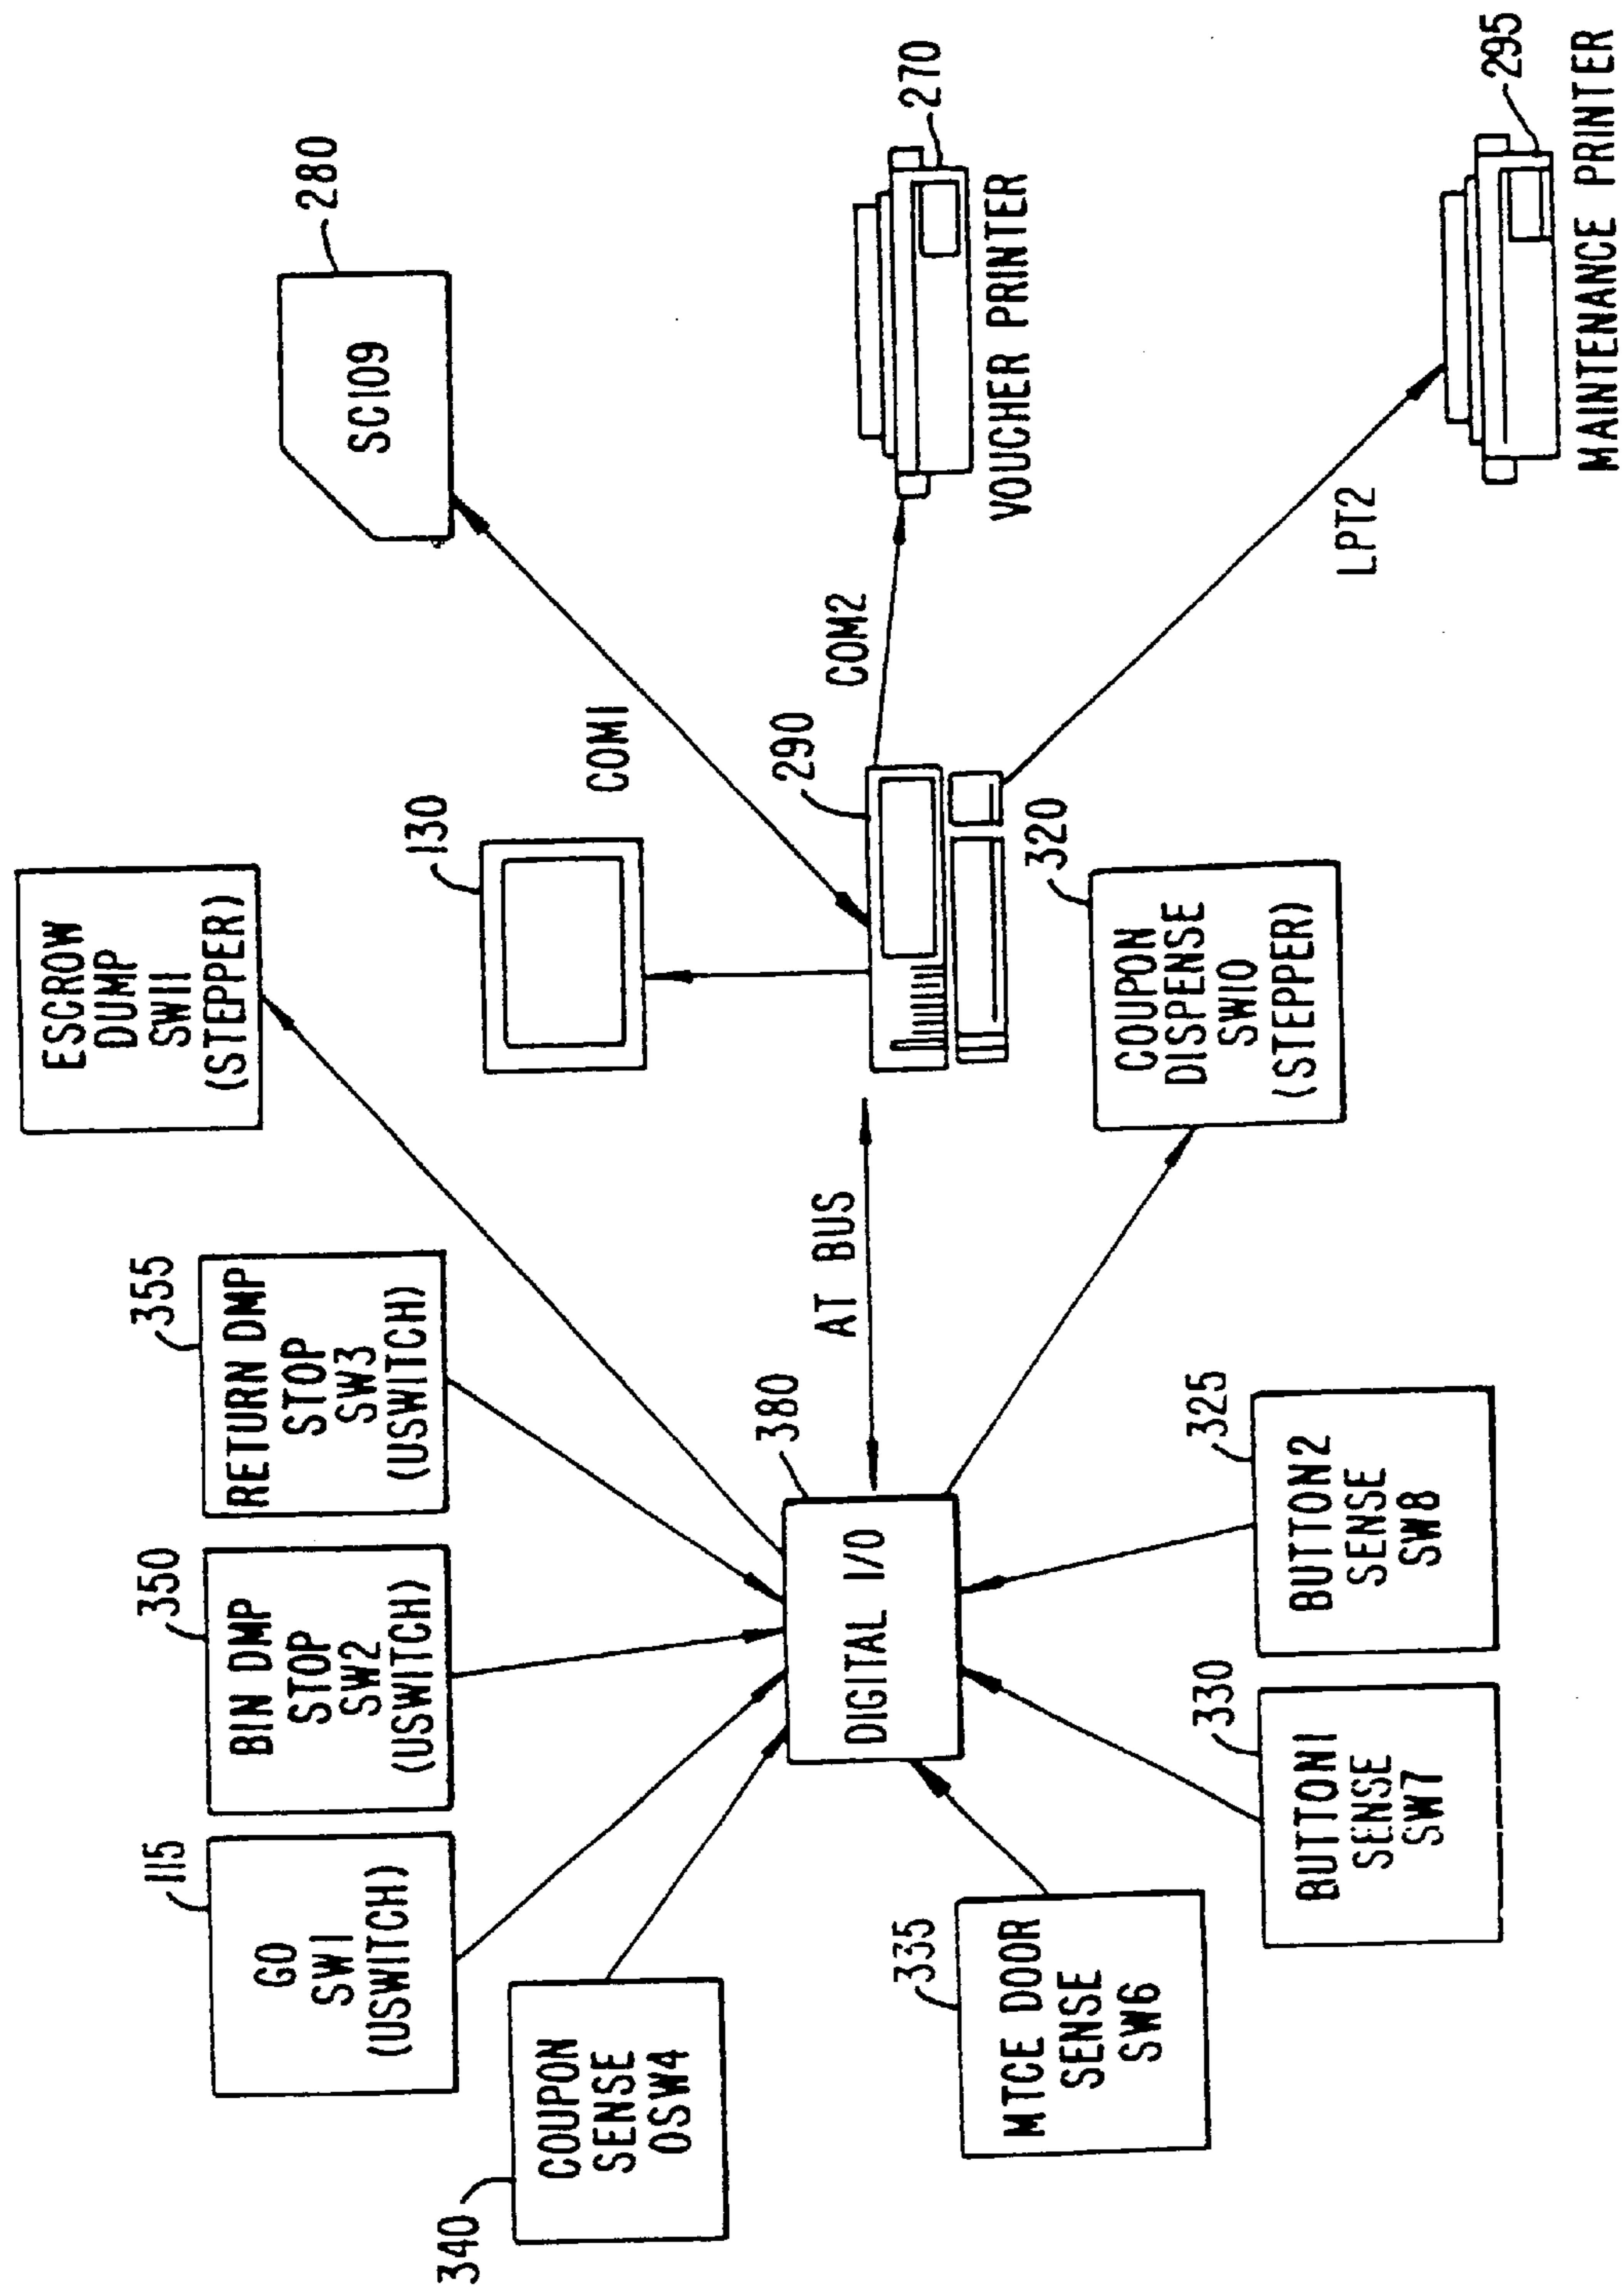 115
GO
SW1
(USWITCH)
350
BIN DMP
STOP
SW2
(USWITCH)
355
RETURN DMP
STOP
SW3
(USWITCH)
ESCROW
DUMP
SW11
(STEPPER)
280
SC109
340
COUPON
SENSE
OSW4
380
DIGITAL I/O
AT BUS
130
COM1
290
COM2
270
VOUCHER PRINTER
335
MTCE DOOR
SENSE
SW6
330
BUTTON1
SENSE
SW7
325
BUTTON2
SENSE
SW8
320
COUPON
DISPENSE
SW10
(STEPPER)
LPT2
295
MAINTENANCE PRINTER